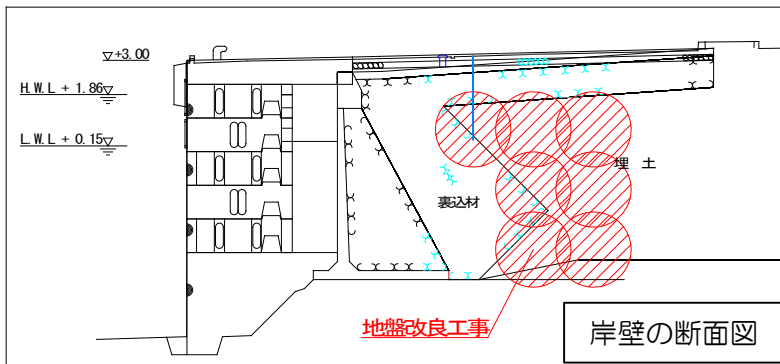 +3.00
H.W.L + 1.86
L.W.L + 0.15
埋 土
裏込材
地盤改良工事
岸壁の断面図